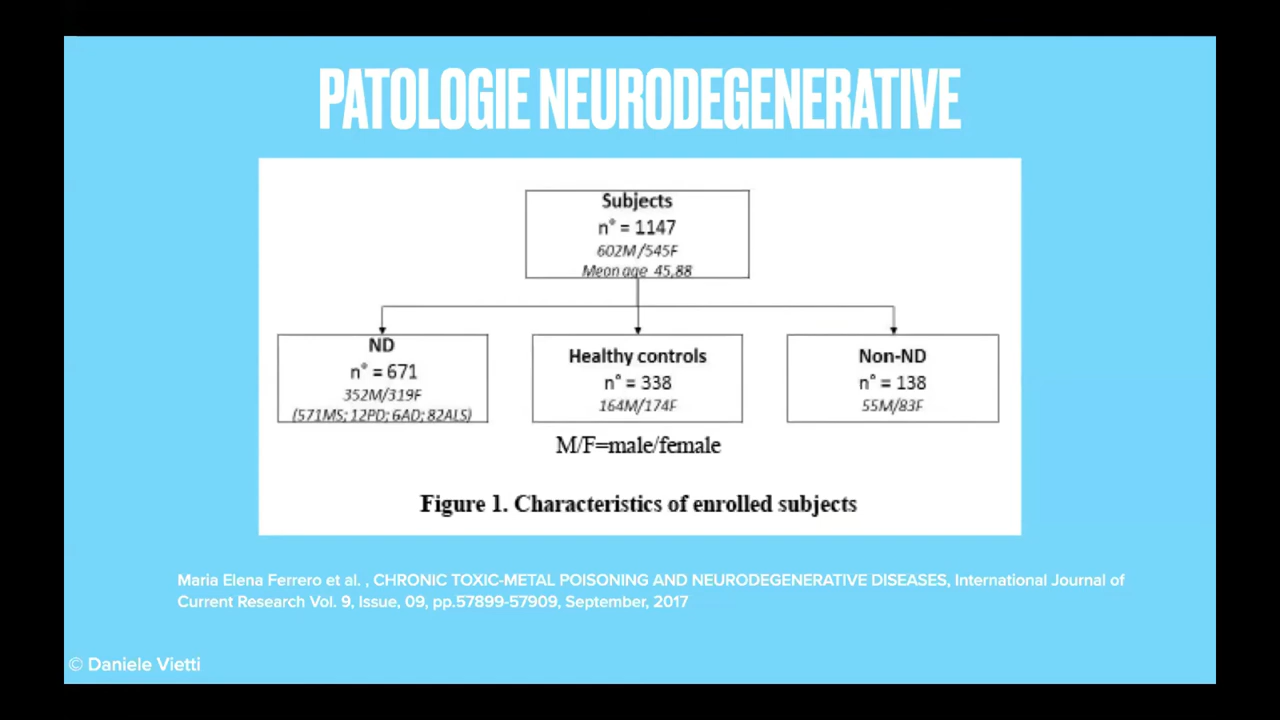 PATOLOGIE NEURODEGENERATIVE
Subjects
n° = 1147
602M/545F
Mean age 45,88
ND
n° = 671
352M/319F
(571MS; 12PD; 6AD; 82ALS)
Healthy controls
n° = 338
164M/174F
Non-ND
n° = 138
55M/83F
M/F=male/female
Figure 1. Characteristics of enrolled subjects
Maria Elena Ferrero et al. , CHRONIC TOXIC-METAL POISONING AND NEURODEGENERATIVE DISEASES, International Journal of
Current Research Vol. 9, Issue, 09, pp.57899-57909, September, 2017
© Daniele Vietti